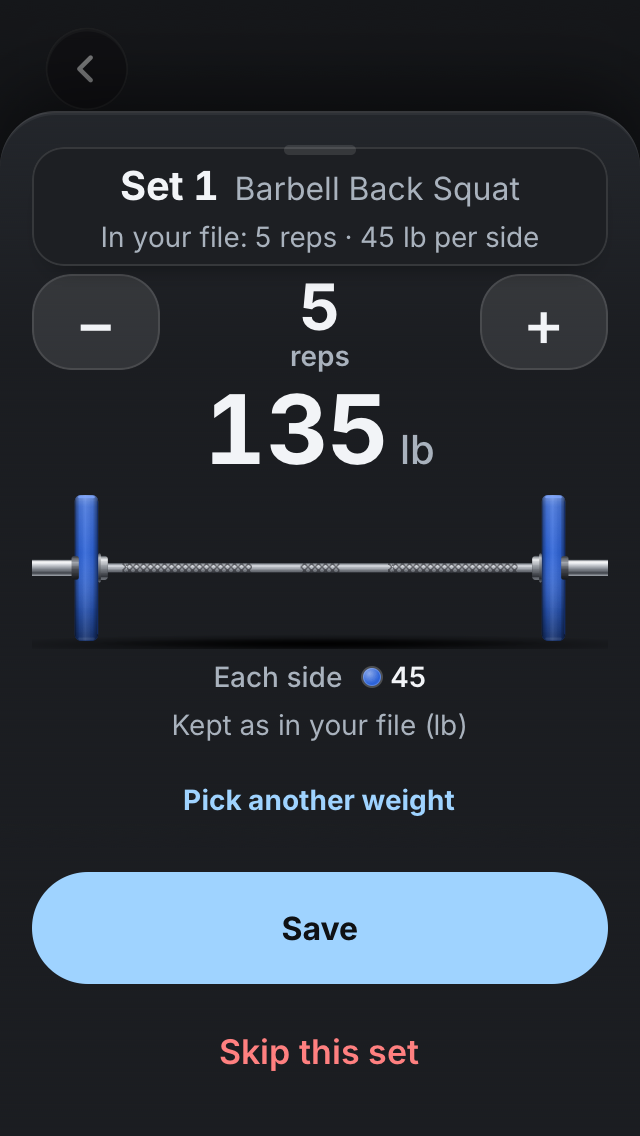 Set 1 Barbell Back Squat
In your file: 5 reps · 45 lb per side
− 5 +
reps
135 lb
Each side 45
Kept as in your file (lb)
Pick another weight
Save
Skip this set